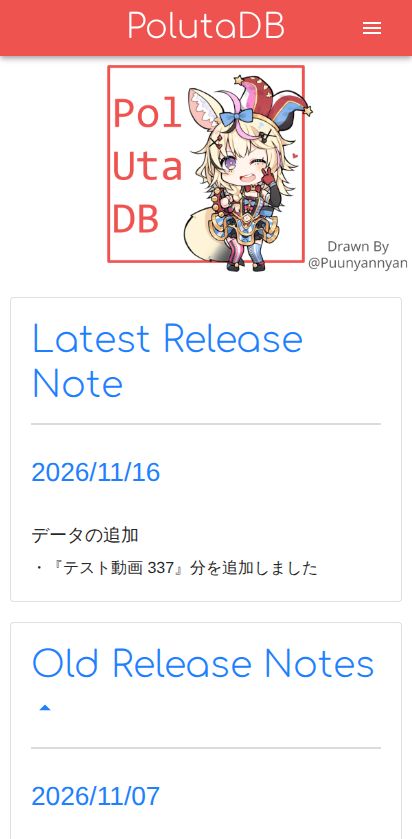 PolutaDB
Pol
Uta
DB
Drawn By
@Puunyannyan
Latest Release
Note
2026/11/16
データの追加
・『テスト動画 337』分を追加しました
Old Release Notes
2026/11/07